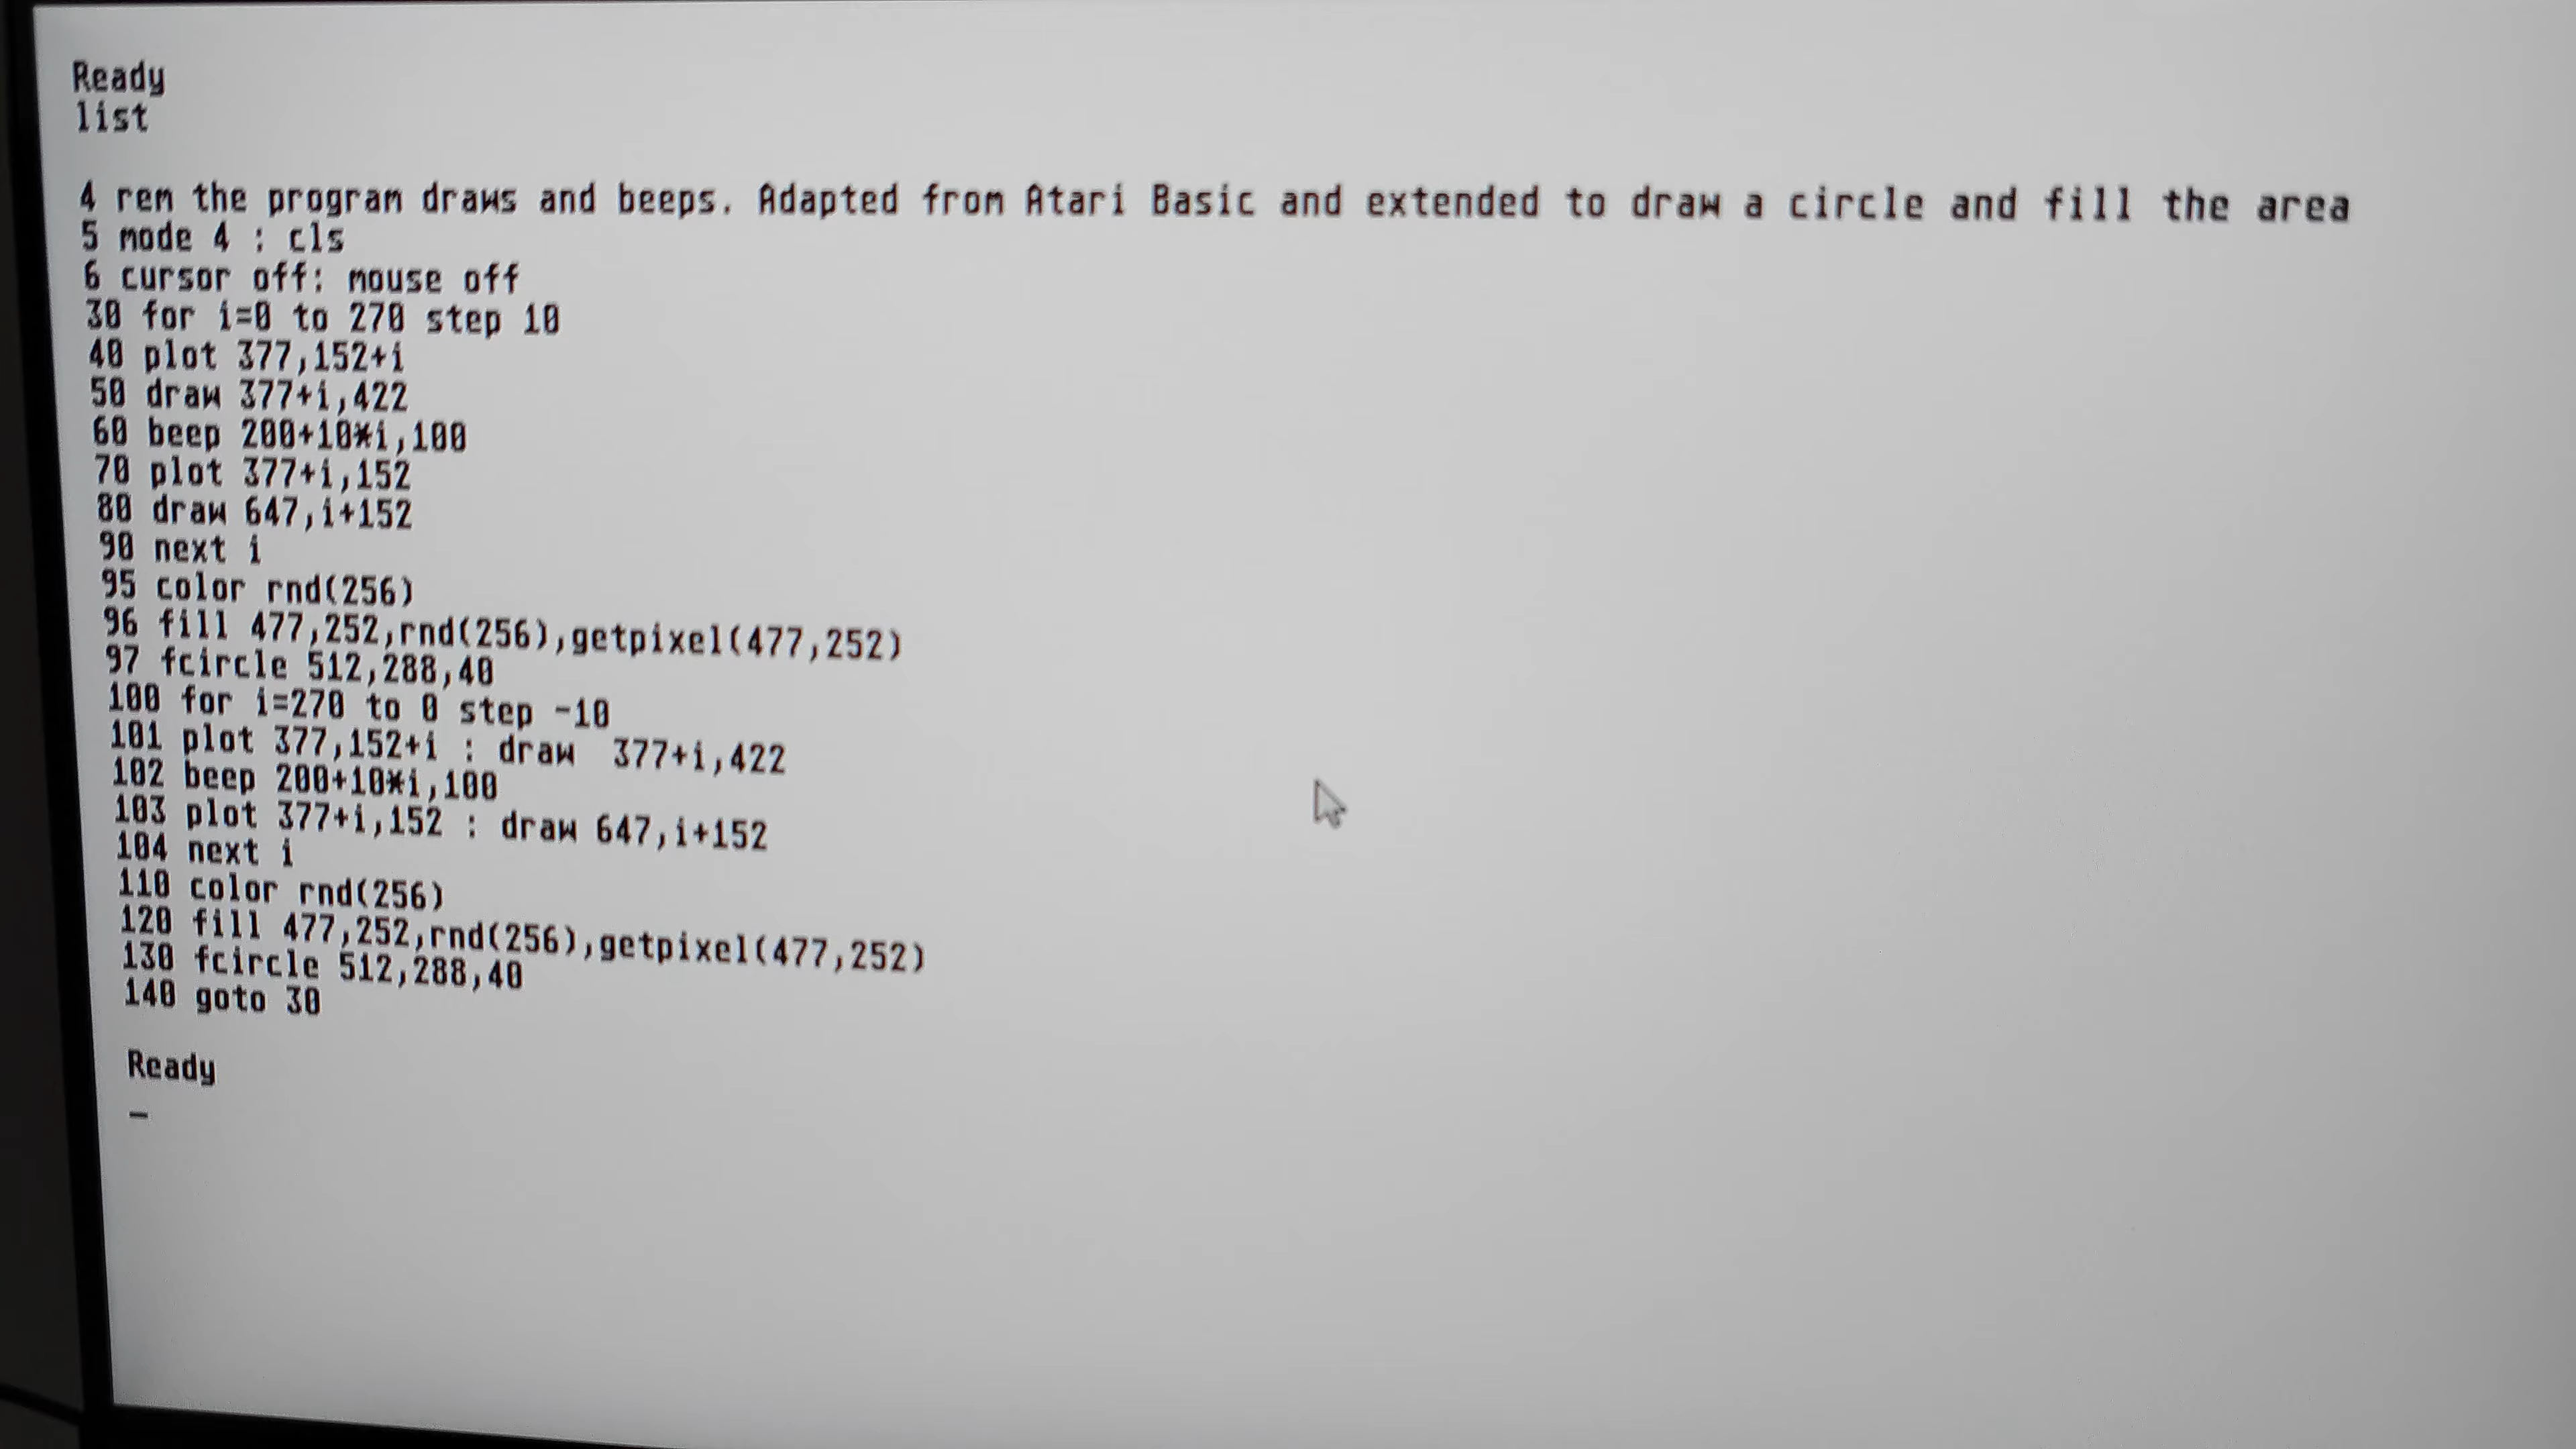 Ready
list
4 rem the program draws and beeps. Adapted from Atari Basic and extended to draw a circle and fill the area
5 mode 4 : cls
6 cursor off: mouse off
30 for i=0 to 270 step 10
40 plot 377,152+i
50 draw 377+i,422
60 beep 200+10*i,100
70 plot 377+i,152
80 draw 647,i+152
90 next i
95 color rnd(256)
96 fill 477,252,rnd(256),getpixel(477,252)
97 fcircle 512,288,40
100 for i=270 to 0 step -10
101 plot 377,152+i : draw  377+i,422
102 beep 200+10*i,100
103 plot 377+i,152 : draw 647,i+152
104 next i
110 color rnd(256)
120 fill 477,252,rnd(256),getpixel(477,252)
130 fcircle 512,288,40
140 goto 30
Ready
_